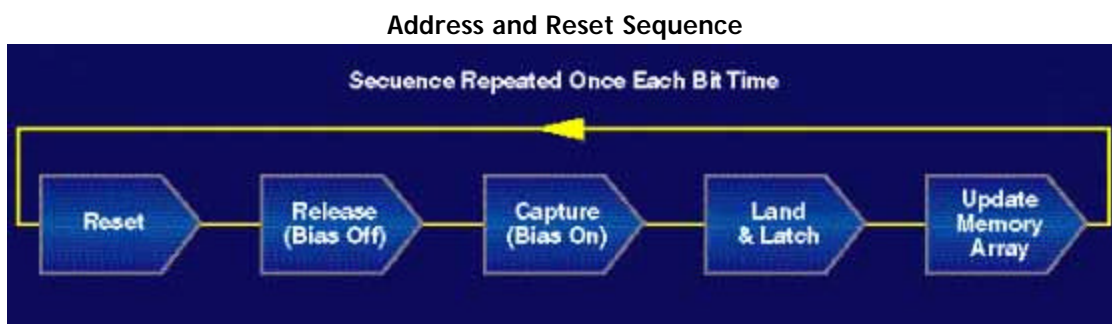 Address and Reset Sequence
Secuence Repeated Once Each Bit Time
Reset
Release
(Bias Off)
Capture
(Bias On)
Land
& Latch
Update
Memory
Array